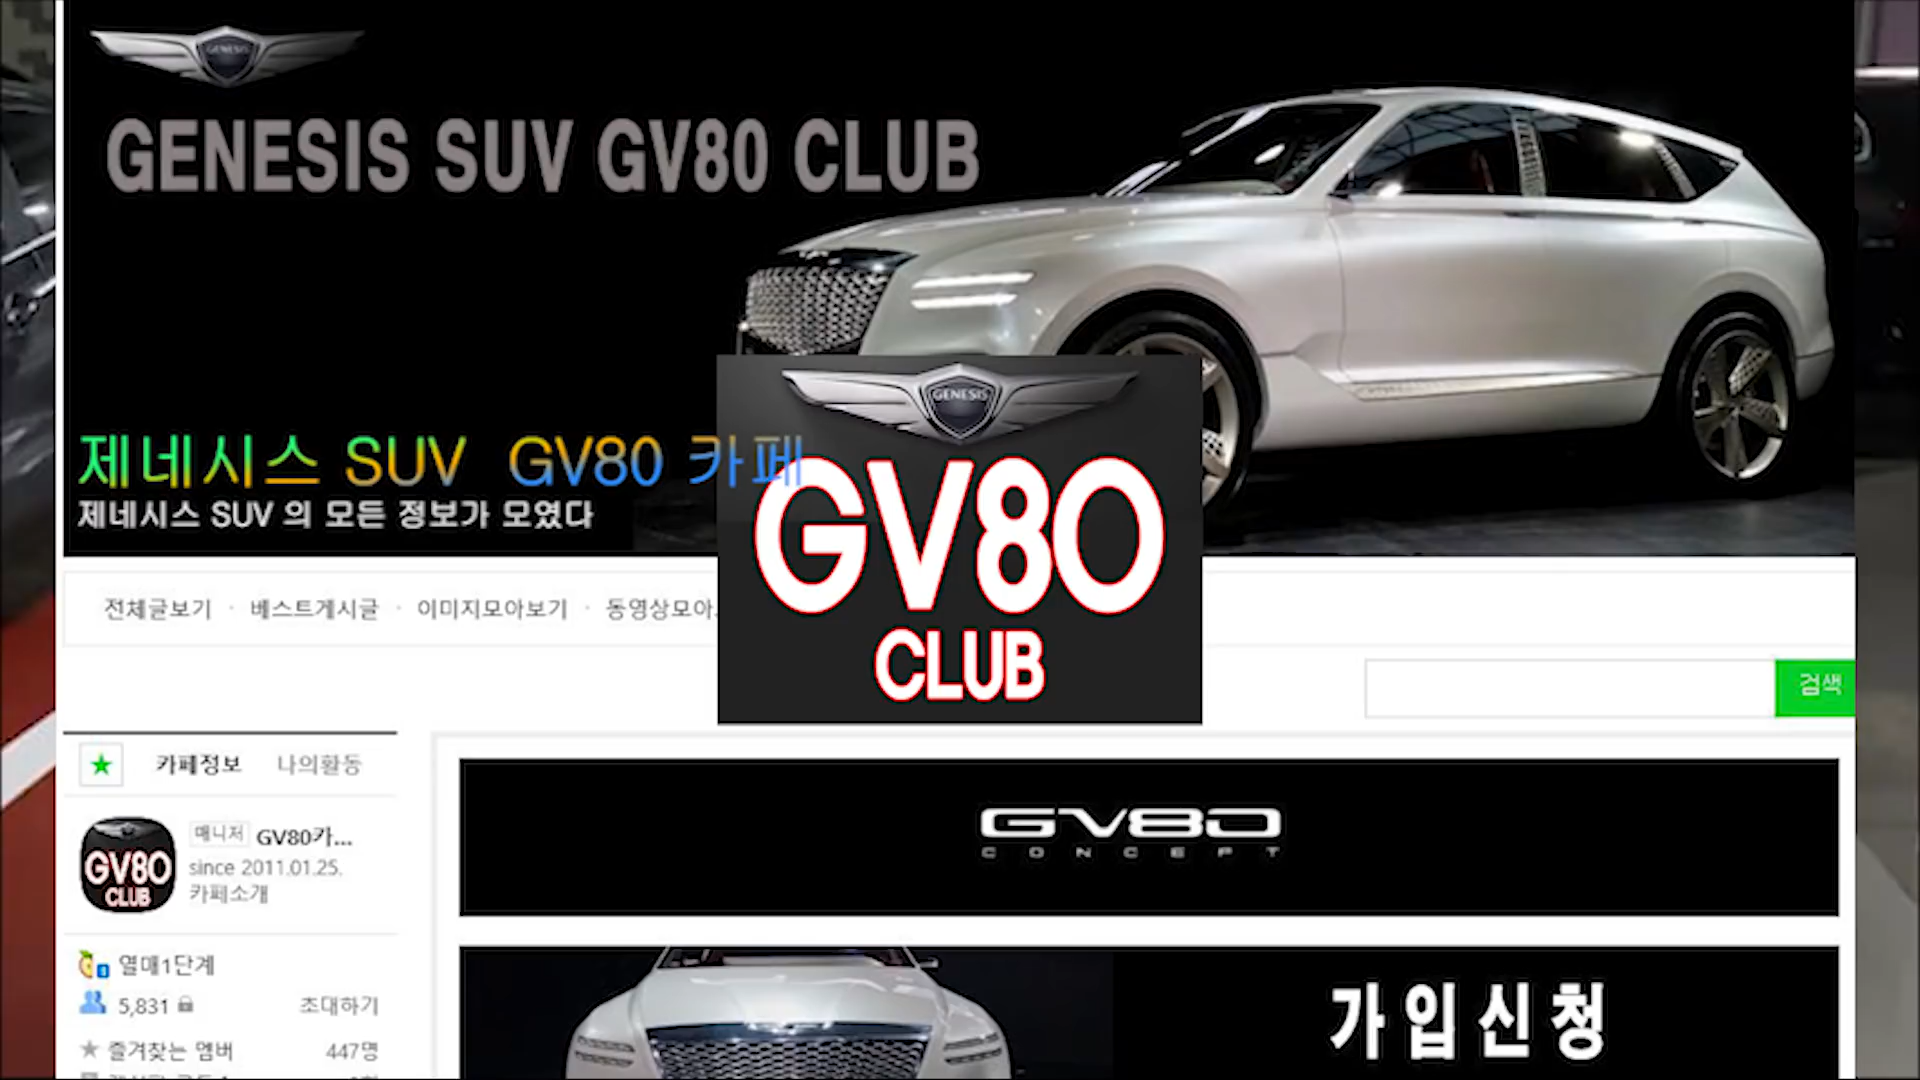 GENESIS
GENESIS SUV GV80 CLUB
제네시스 SUV GV80 카페
제네시스 SUV 의 모든 정보가 모였다
GENESIS
GV80
CLUB
전체글보기 · 베스트게시글 · 이미지모아보기 · 동영상모아
검색
카페정보 나의활동
GV80
CLUB
매니저 GV80카...
since 2011.01.25.
카페소개
열매1단계
5,831 초대하기
즐겨찾는 멤버 447명
GV80
CONCEPT
가입신청